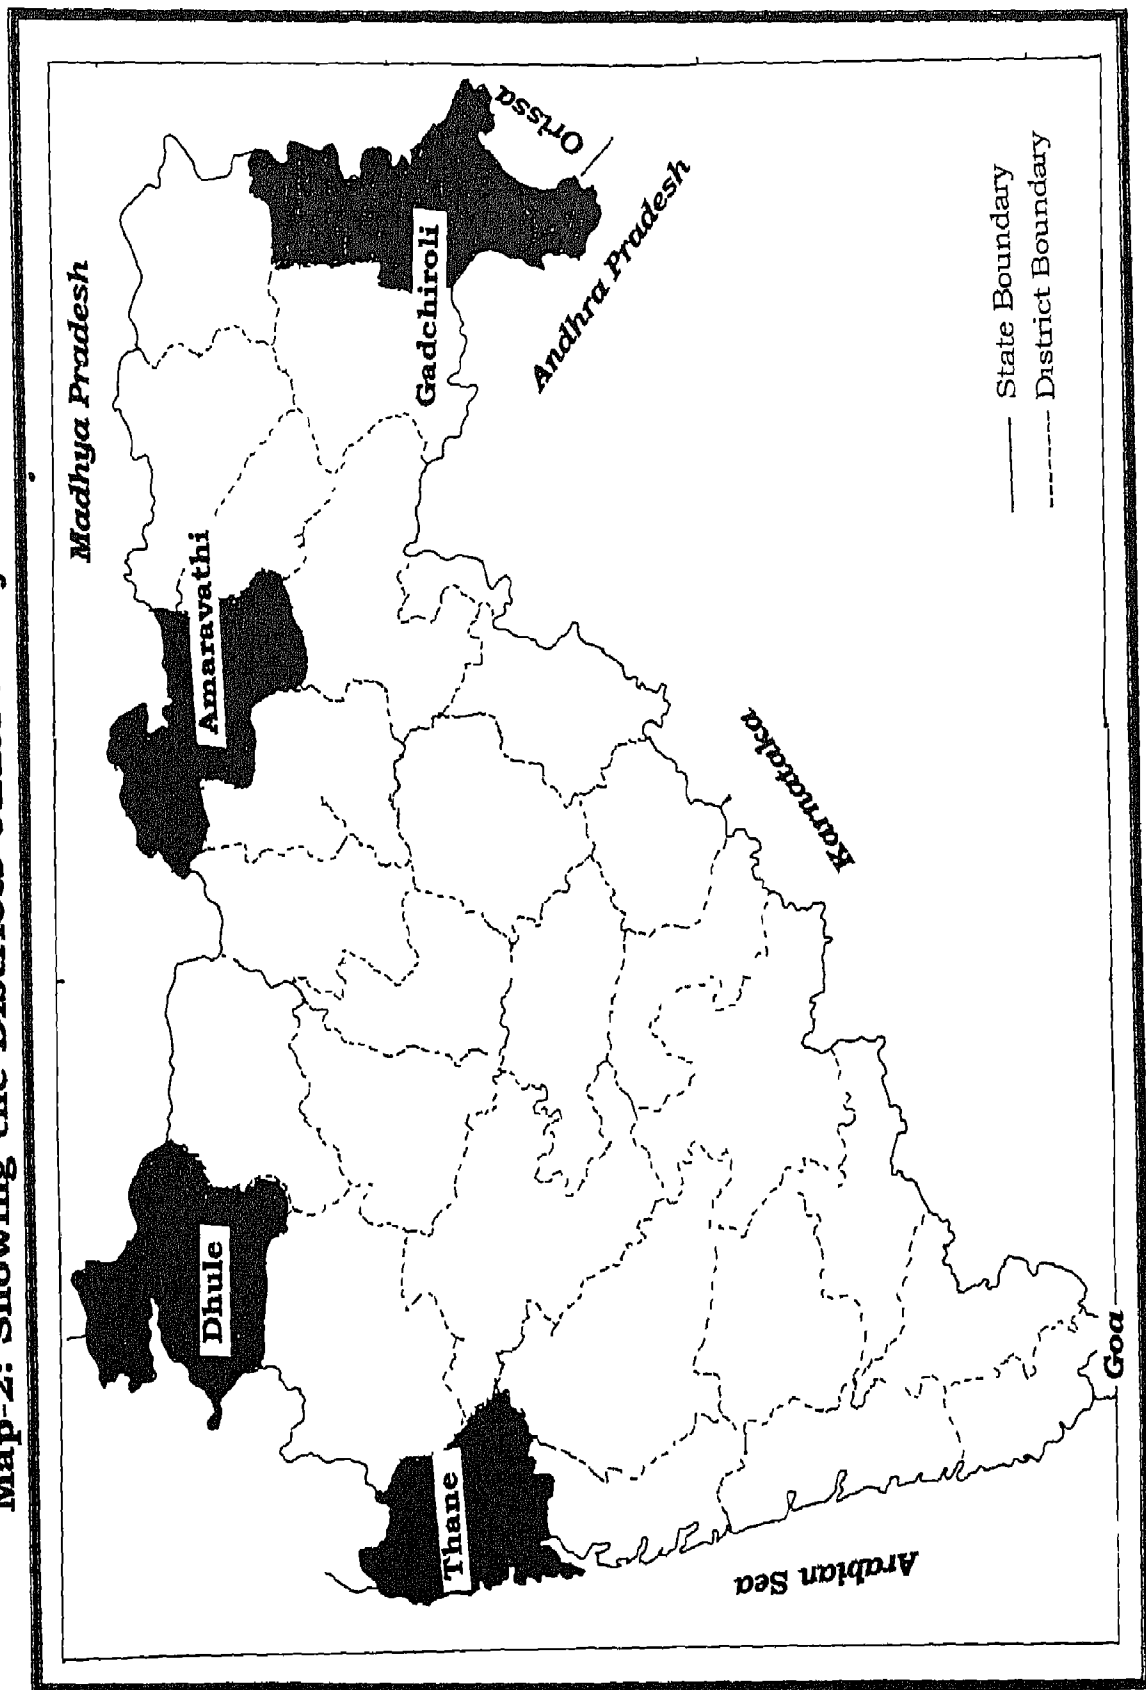 Map-2: Showing the District
Madhya Pradesh
Orissa
Amaravathi
Gadchiroli
Dhule
Andhra Pradesh
Thane
Karnataka
Arabian Sea
State Boundary
District Boundary
Goa